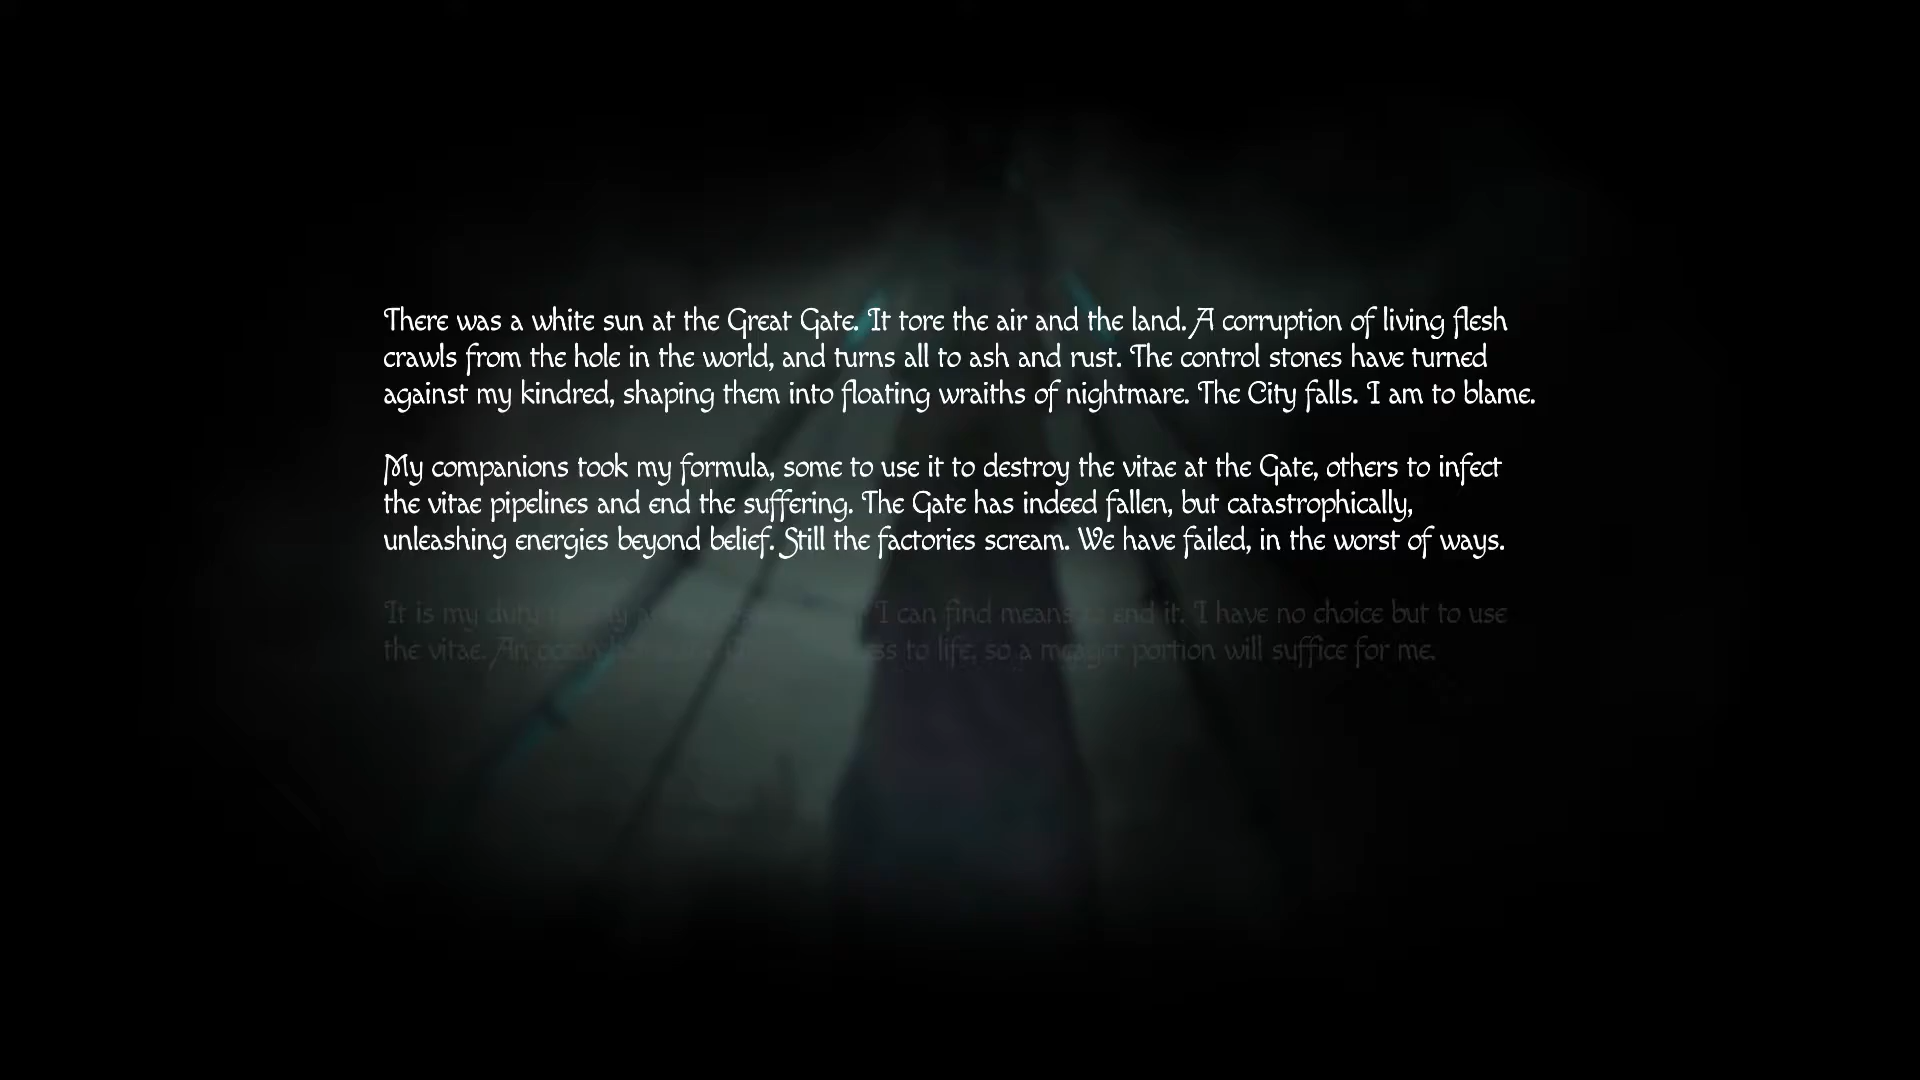 There was a white sun at the Great Gate. It tore the air and the land. A corruption of living flesh
crawls from the hole in the world, and turns all to ash and rust. The control stones have turned
against my kindred, shaping them into floating wraiths of nightmare. The City falls. I am to blame.
My companions took my formula, some to use it to destroy the vitae at the Gate, others to infect
the vitae pipelines and end the suffering. The Gate has indeed fallen, but catastrophically,
unleashing energies beyond belief. Still the factories scream. We have failed, in the worst of ways.
It is my duty I can find means to end it. I have no choice but to use
the vitae. An to life, so a meager portion will suffice for me.